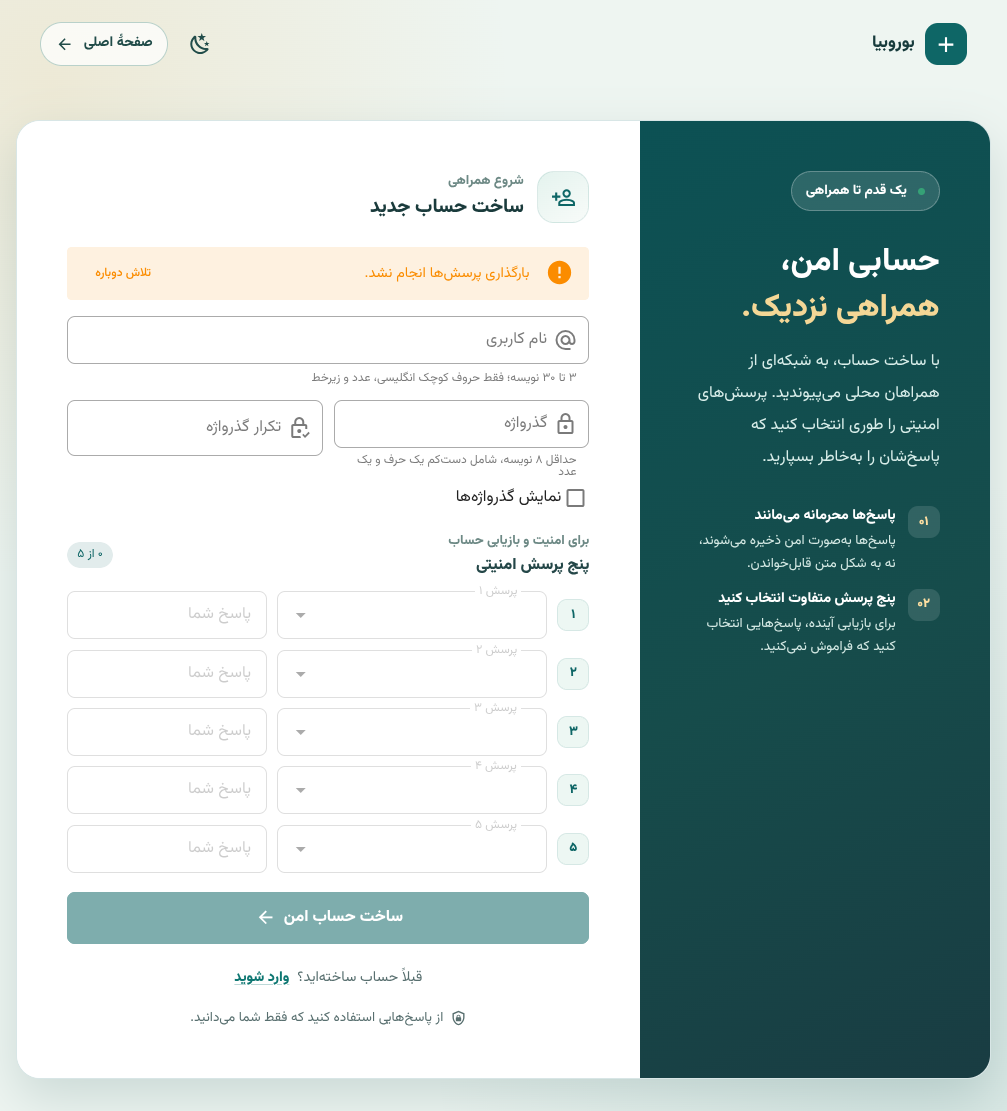 بوروبیا
صفحهٔ اصلی
یک قدم تا همراهی
حسابی امن،
همراهی نزدیک.
با ساخت حساب، به شبکه‌ای از
همراهان محلی می‌پیوندید. پرسش‌های
امنیتی را طوری انتخاب کنید که
پاسخ‌شان را به‌خاطر بسپارید.
۰۱
پاسخ‌ها محرمانه می‌مانند
پاسخ‌ها به‌صورت امن ذخیره می‌شوند،
نه به شکل متن قابل‌خواندن.
۰۲
پنج پرسش متفاوت انتخاب کنید
برای بازیابی آینده، پاسخ‌هایی انتخاب
کنید که فراموش نمی‌کنید.
شروع همراهی
ساخت حساب جدید
بارگذاری پرسش‌ها انجام نشد.
تلاش دوباره
نام کاربری
۳ تا ۳۰ نویسه؛ فقط حروف کوچک انگلیسی، عدد و زیرخط
گذرواژه
تکرار گذرواژه
حداقل ۸ نویسه، شامل دست‌کم یک حرف و یک
عدد
نمایش گذرواژه‌ها
برای امنیت و بازیابی حساب
پنج پرسش امنیتی
۰ از ۵
۱
پرسش ۱
پاسخ شما
۲
پرسش ۲
پاسخ شما
۳
پرسش ۳
پاسخ شما
۴
پرسش ۴
پاسخ شما
۵
پرسش ۵
پاسخ شما
ساخت حساب امن
قبلاً حساب ساخته‌اید؟ وارد شوید
از پاسخ‌هایی استفاده کنید که فقط شما می‌دانید.